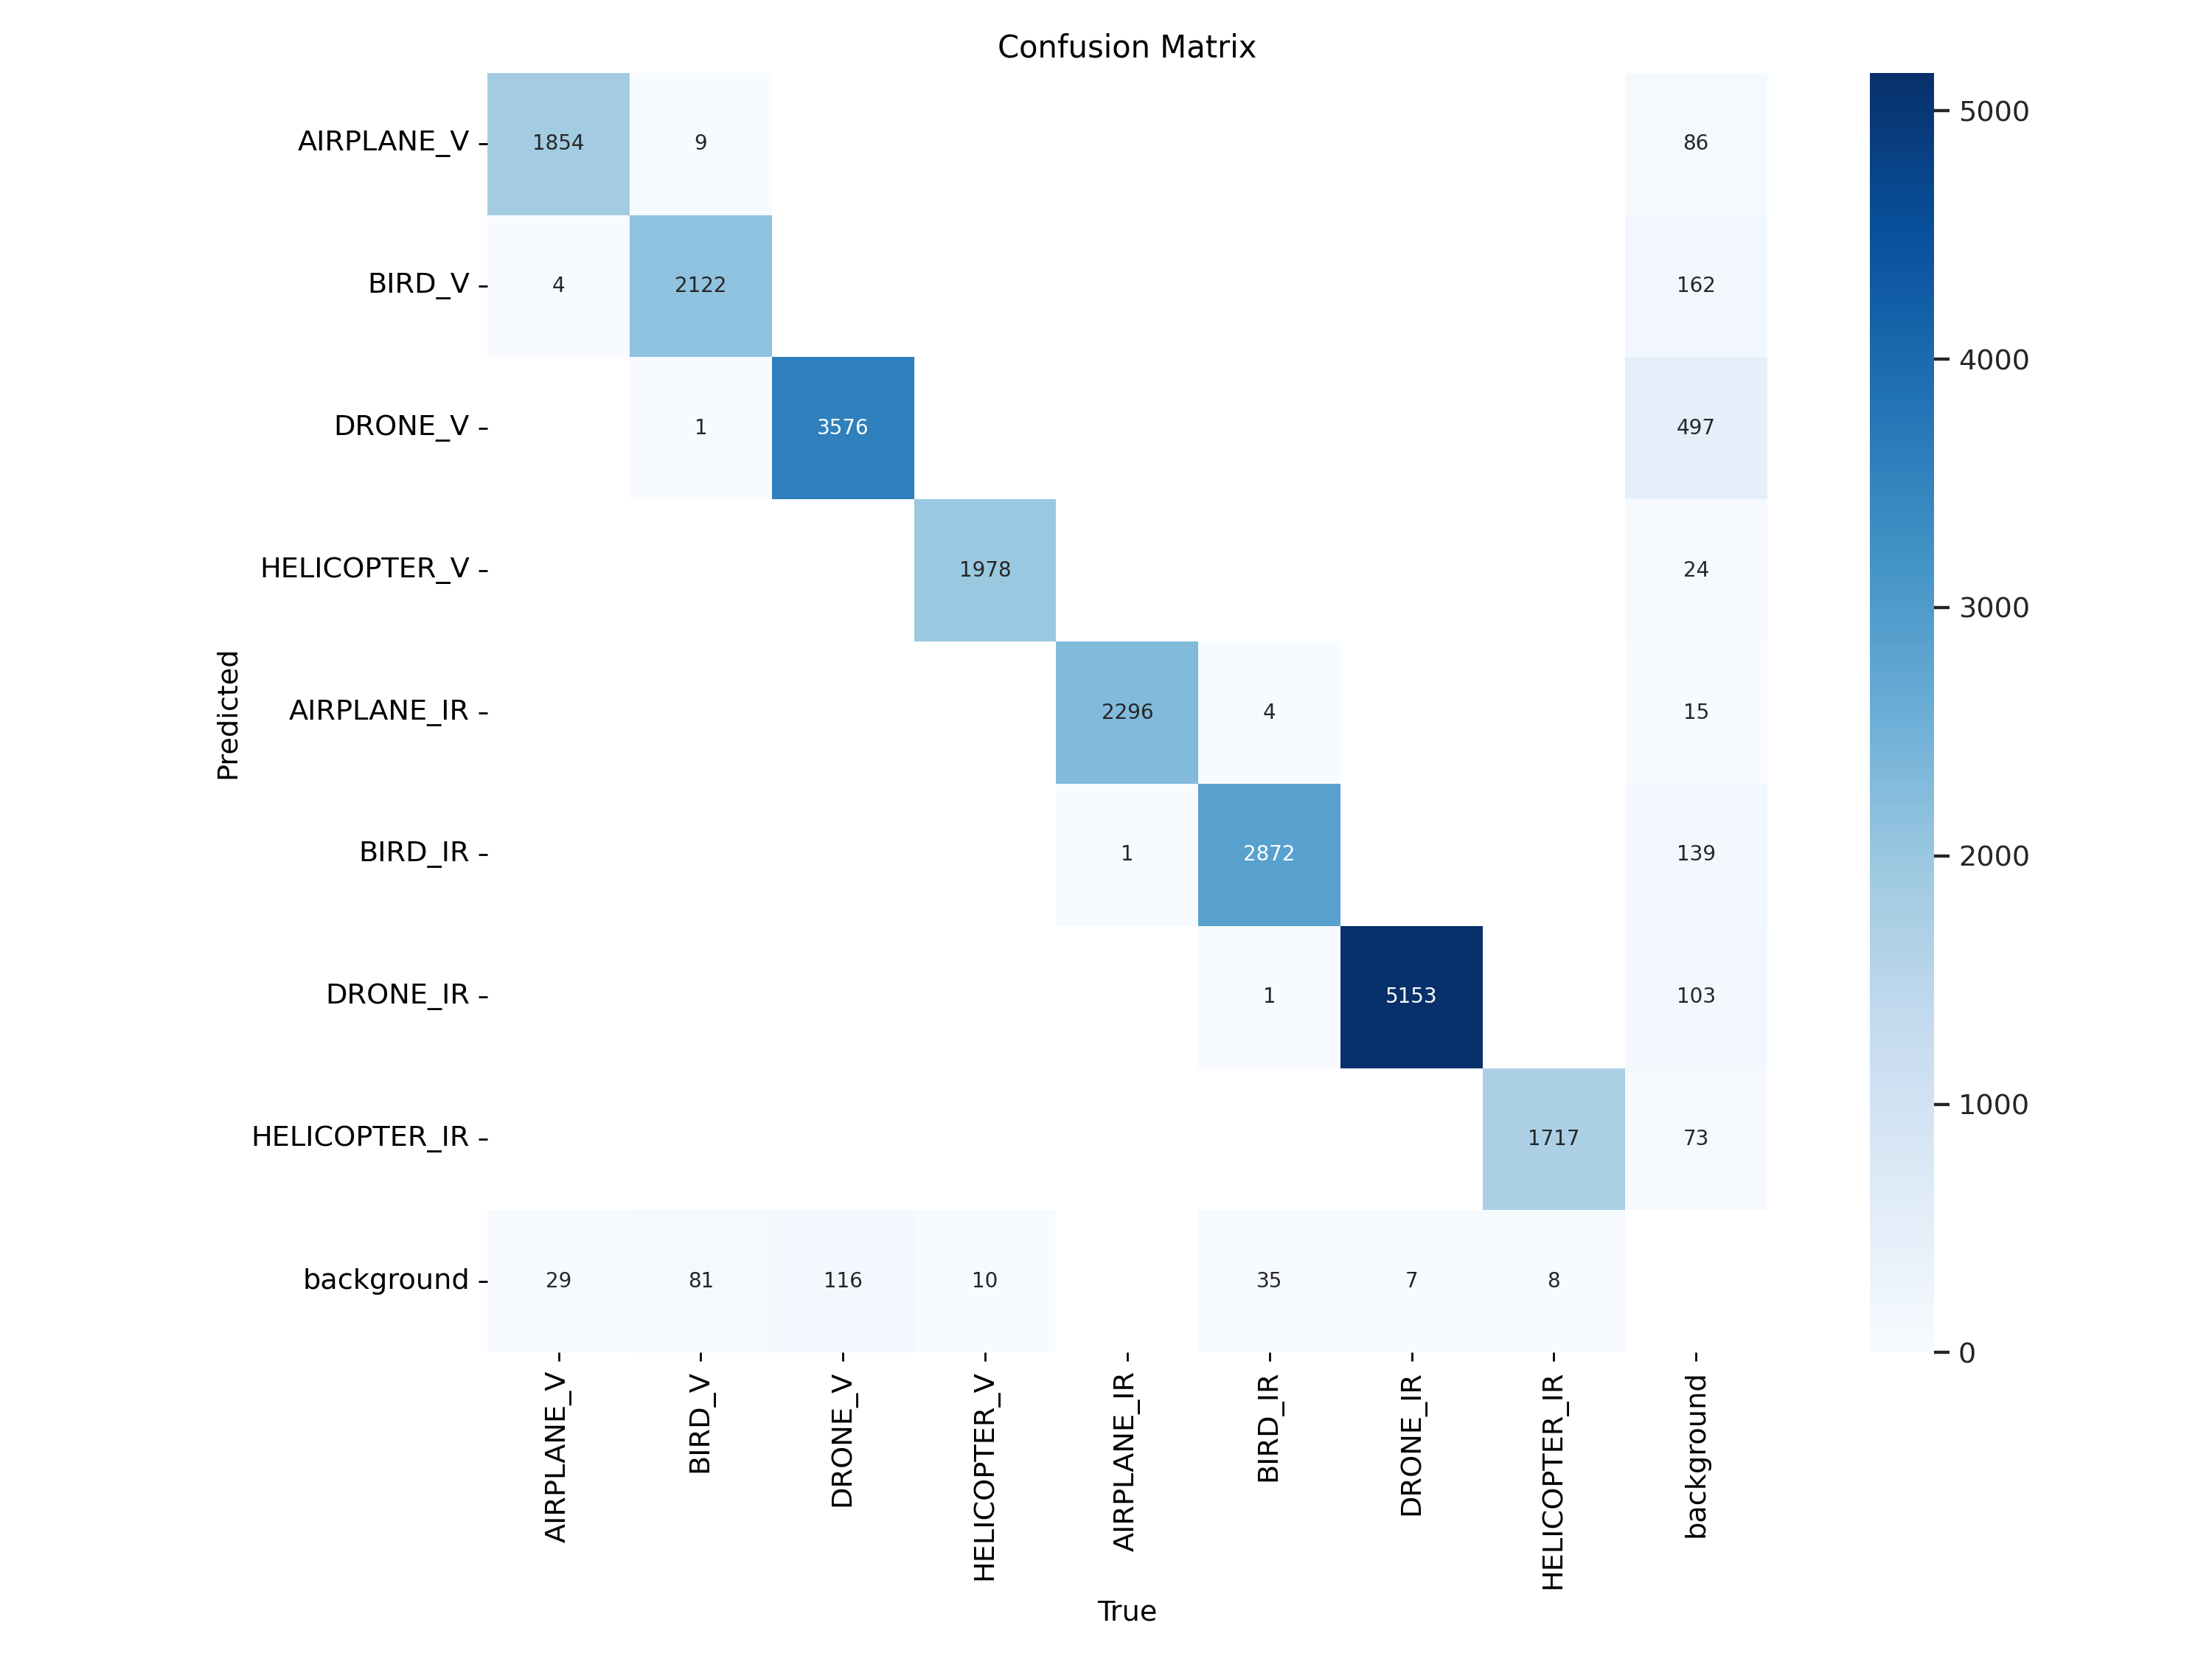 Confusion Matrix
AIRPLANE_V 1854 9 86
BIRD_V 4 2122 162
DRONE_V 1 3576 497
HELICOPTER_V 1978 24
AIRPLANE_IR 2296 4 15
BIRD_IR 1 2872 139
DRONE_IR 1 5153 103
HELICOPTER_IR 1717 73
background 29 81 116 10 35 7 8
Predicted
AIRPLANE_V
BIRD_V
DRONE_V
HELICOPTER_V
AIRPLANE_IR
BIRD_IR
DRONE_IR
HELICOPTER_IR
background
True
5000
4000
3000
2000
1000
0